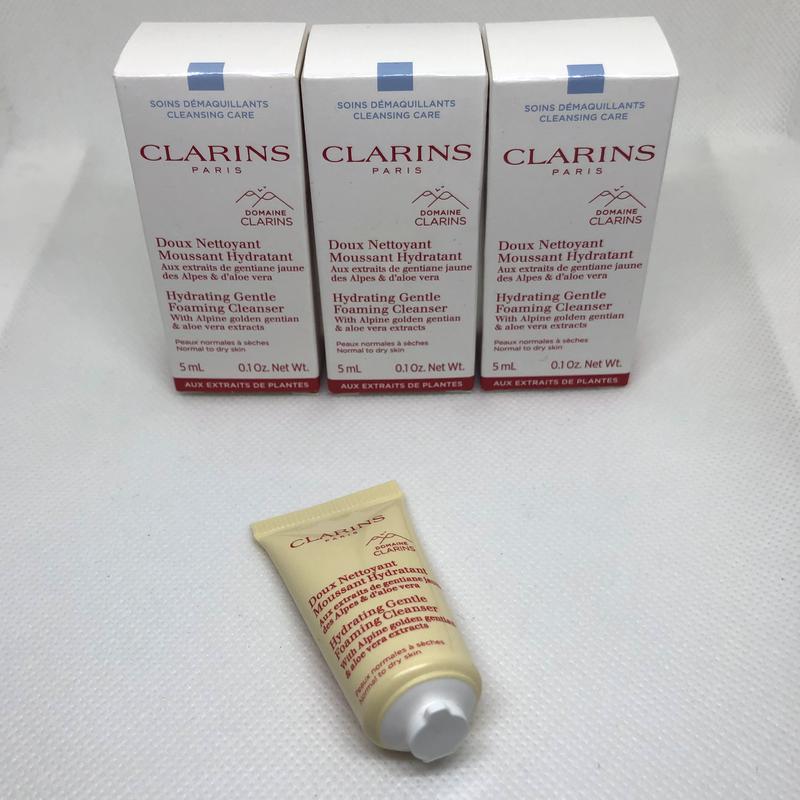 SOINS DÉMAQUILLANTS
CLEANSING CARE
CLARINS
PARIS
DOMAINE
CLARINS
Doux Nettoyant
Moussant Hydratant
Aux extraits de gentiane jaune
des Alpes & d'aloe vera
Hydrating Gentle
Foaming Cleanser
With Alpine golden gentian
& aloe vera extracts
Peaux normales à sèches
Normal to dry skin
5 mL 0.1 Oz. Net Wt.
AUX EXTRAITS DE PLANTES
SOINS DÉMAQUILLANTS
CLEANSING CARE
CLARINS
PARIS
DOMAINE
CLARINS
Doux Nettoyant
Moussant Hydratant
Aux extraits de gentiane jaune
des Alpes & d'aloe vera
Hydrating Gentle
Foaming Cleanser
With Alpine golden gentian
& aloe vera extracts
Peaux normales à sèches
Normal to dry skin
5 mL 0.1 Oz. Net Wt.
AUX EXTRAITS DE PLANTES
SOINS DÉMAQUILLANTS
CLEANSING CARE
CLARINS
PARIS
DOMAINE
CLARINS
Doux Nettoyant
Moussant Hydratant
Aux extraits de gentiane jaune
des Alpes & d'aloe vera
Hydrating Gentle
Foaming Cleanser
With Alpine golden gentian
& aloe vera extracts
Peaux normales à sèches
Normal to dry skin
5 mL 0.1 Oz. Net Wt.
AUX EXTRAITS DE PLANTES
CLARINS
PARIS
DOMAINE
CLARINS
Doux Nettoyant
Moussant Hydratant
Aux extraits de gentiane jaune
des Alpes & d'aloe vera
Hydrating Gentle
Foaming Cleanser
With Alpine golden gentian
& aloe vera extracts
Peaux normales à sèches
Normal to dry skin